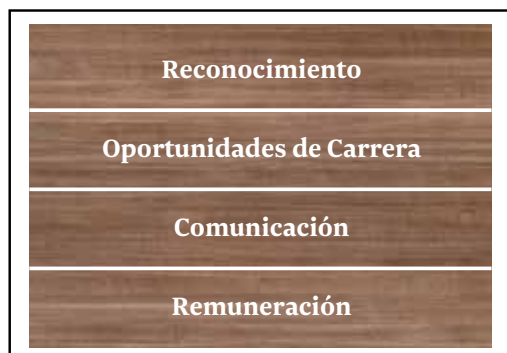 Reconocimiento
Oportunidades de Carrera
Comunicación
Remuneración